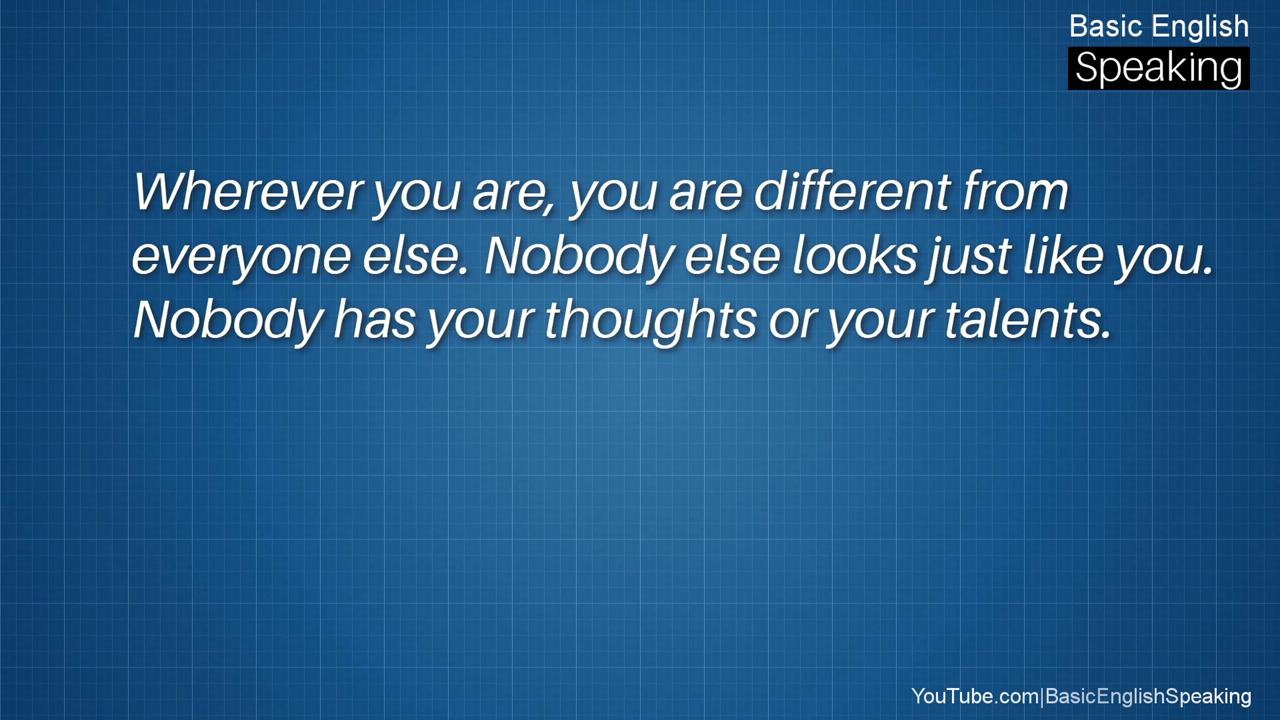 Basic English
Speaking
Wherever you are, you are different from
everyone else. Nobody else looks just like you.
Nobody has your thoughts or your talents.
YouTube.com|BasicEnglishSpeaking